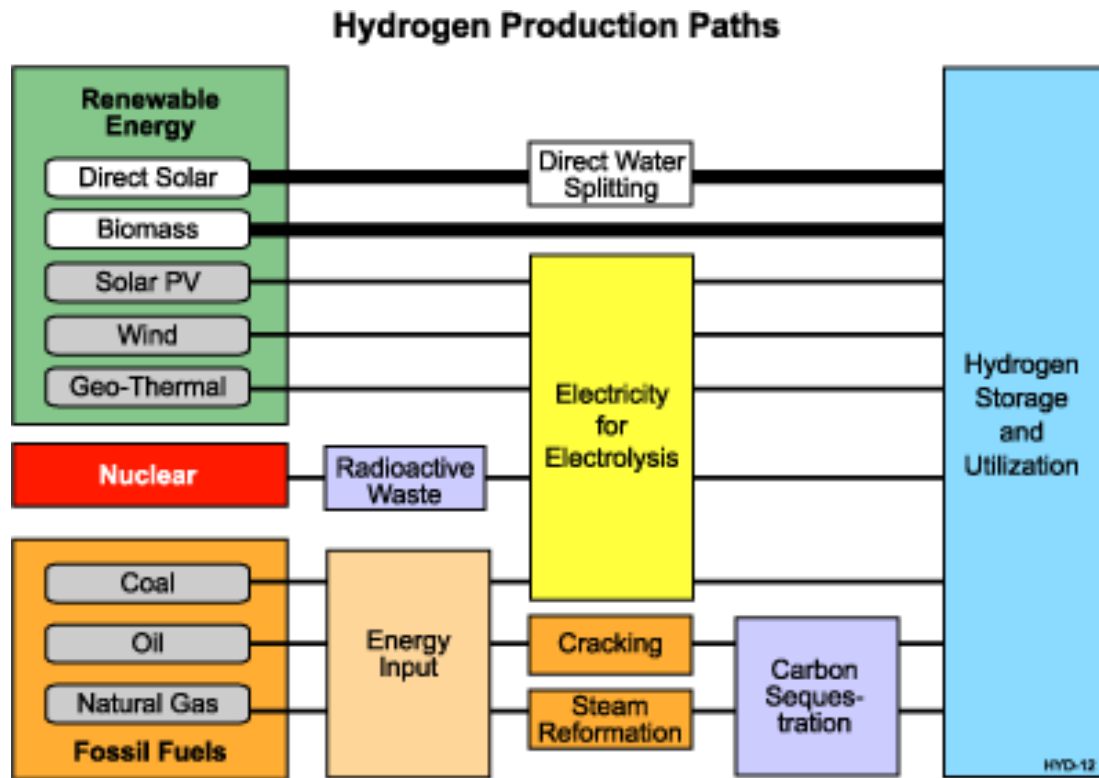 Hydrogen Production Paths
Renewable
Energy
Direct Solar
Biomass
Solar PV
Wind
Geo-Thermal
Nuclear
Radioactive
Waste
Coal
Oil
Natural Gas
Fossil Fuels
Energy
Input
Direct Water
Splitting
Electricity
for
Electrolysis
Cracking
Steam
Reformation
Carbon
Seques-
tration
Hydrogen
Storage
and
Utilization
HYD-12